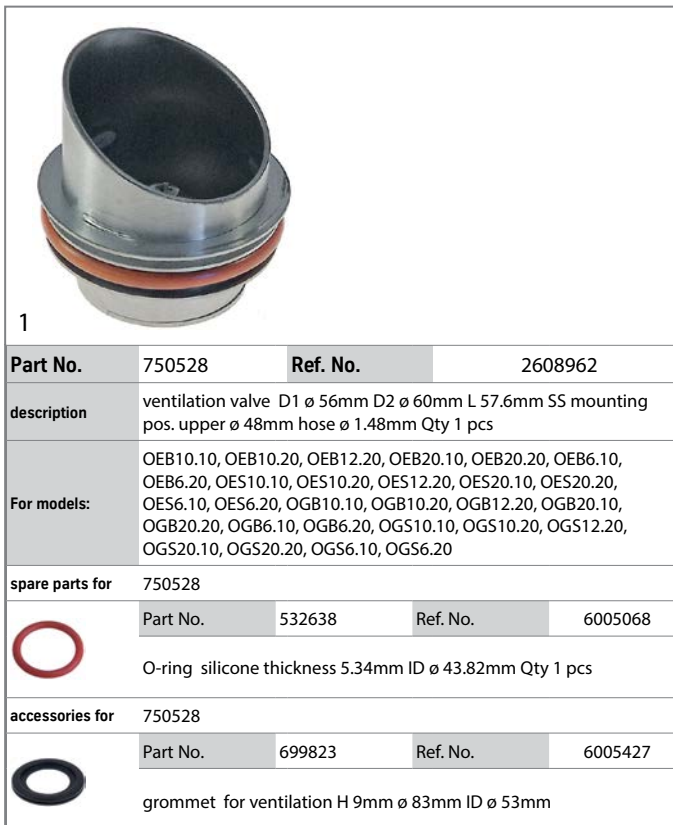 1
Part No. 750528 Ref. No. 2608962
description ventilation valve D1 ø 56mm D2 ø 60mm L 57.6mm SS mounting
pos. upper ø 48mm hose ø 1.48mm Qty 1 pcs
For models: OEB10.10, OEB10.20, OEB12.20, OEB20.10, OEB20.20, OEB6.10,
OEB6.20, OES10.10, OES10.20, OES12.20, OES20.10, OES20.20,
OES6.10, OES6.20, OGB10.10, OGB10.20, OGB12.20, OGB20.10,
OGB20.20, OGB6.10, OGB6.20, OGS10.10, OGS10.20, OGS12.20,
OGS20.10, OGS20.20, OGS6.10, OGS6.20
spare parts for 750528
Part No. 532638 Ref. No. 6005068
O-ring silicone thickness 5.34mm ID ø 43.82mm Qty 1 pcs
accessories for 750528
Part No. 699823 Ref. No. 6005427
grommet for ventilation H 9mm ø 83mm ID ø 53mm